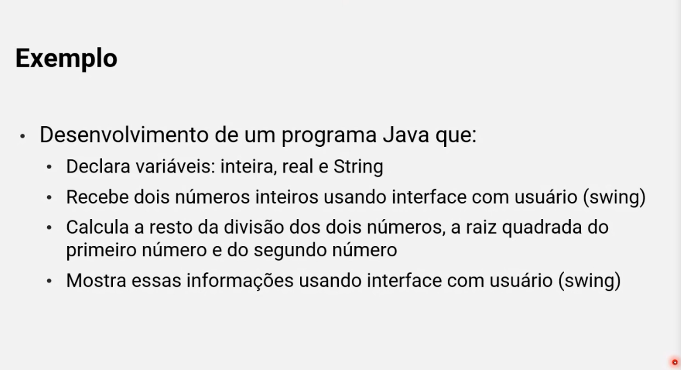 Exemplo
• Desenvolvimento de um programa Java que:
• Declara variáveis: inteira, real e String
• Recebe dois números inteiros usando interface com usuário (swing)
• Calcula a resto da divisão dos dois números, a raiz quadrada do
primeiro número e do segundo número
• Mostra essas informações usando interface com usuário (swing)